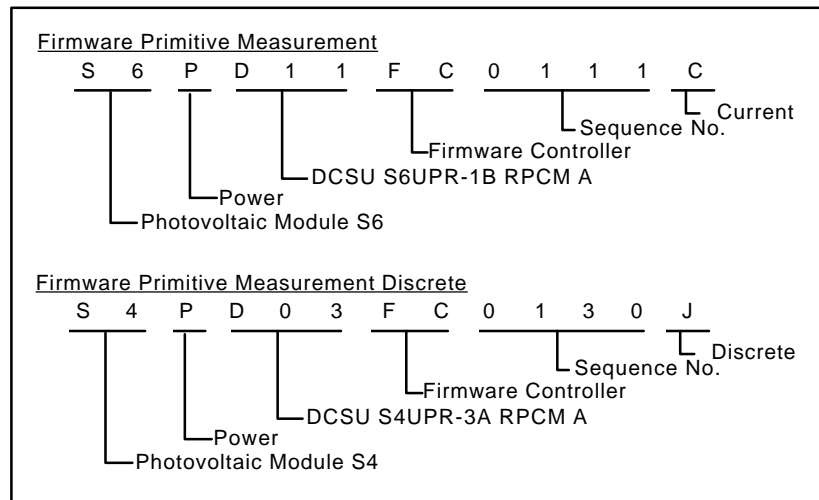 Firmware Primitive Measurement
S 6 P D 1 1 F C 0 1 1 1 C
Current
Sequence No.
Firmware Controller
DCSU S6UPR-1B RPCM A
Power
Photovoltaic Module S6
Firmware Primitive Measurement Discrete
S 4 P D 0 3 F C 0 1 3 0 J
Discrete
Sequence No.
Firmware Controller
DCSU S4UPR-3A RPCM A
Power
Photovoltaic Module S4